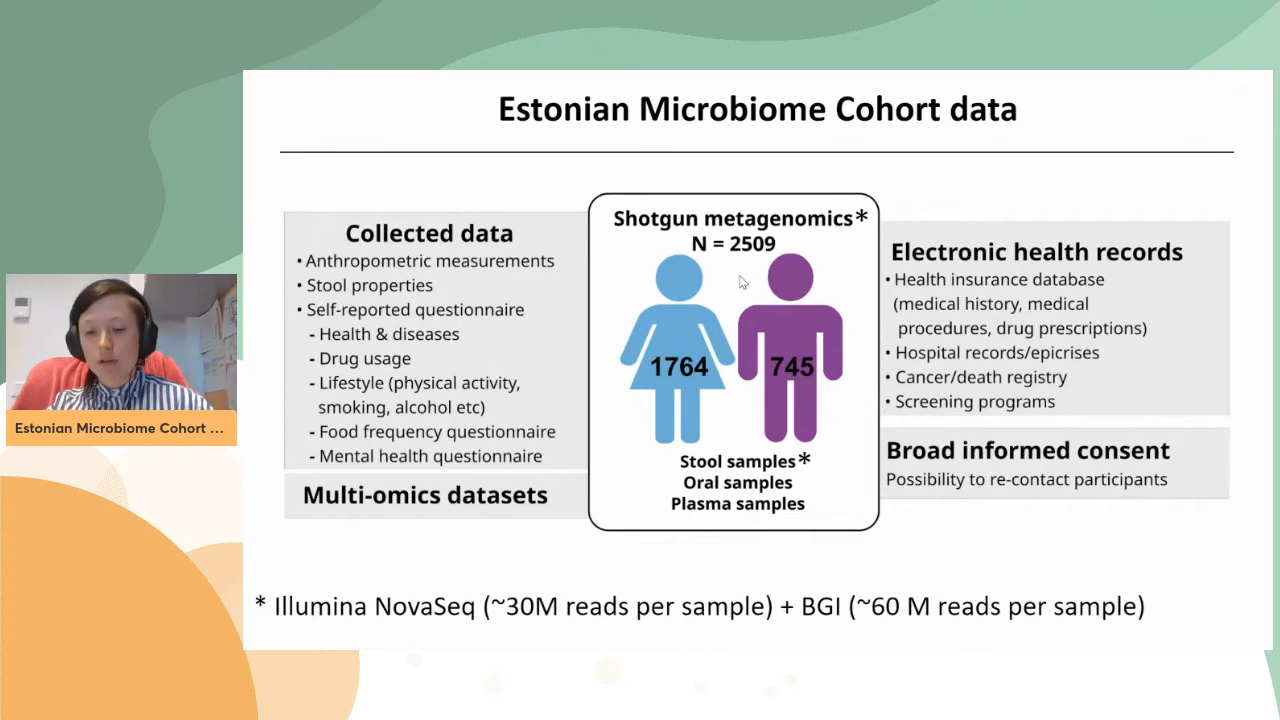 Estonian Microbiome Cohort data
Collected data
• Anthropometric measurements
• Stool properties
• Self-reported questionnaire
- Health & diseases
- Drug usage
- Lifestyle (physical activity,
smoking, alcohol etc)
- Food frequency questionnaire
- Mental health questionnaire
Multi-omics datasets
Shotgun metagenomics*
N = 2509
1764
745
Stool samples*
Oral samples
Plasma samples
Electronic health records
• Health insurance database
(medical history, medical
procedures, drug prescriptions)
• Hospital records/epicrises
• Cancer/death registry
• Screening programs
Broad informed consent
Possibility to re-contact participants
* Illumina NovaSeq (~30M reads per sample) + BGI (~60 M reads per sample)
Estonian Microbiome Cohort ...